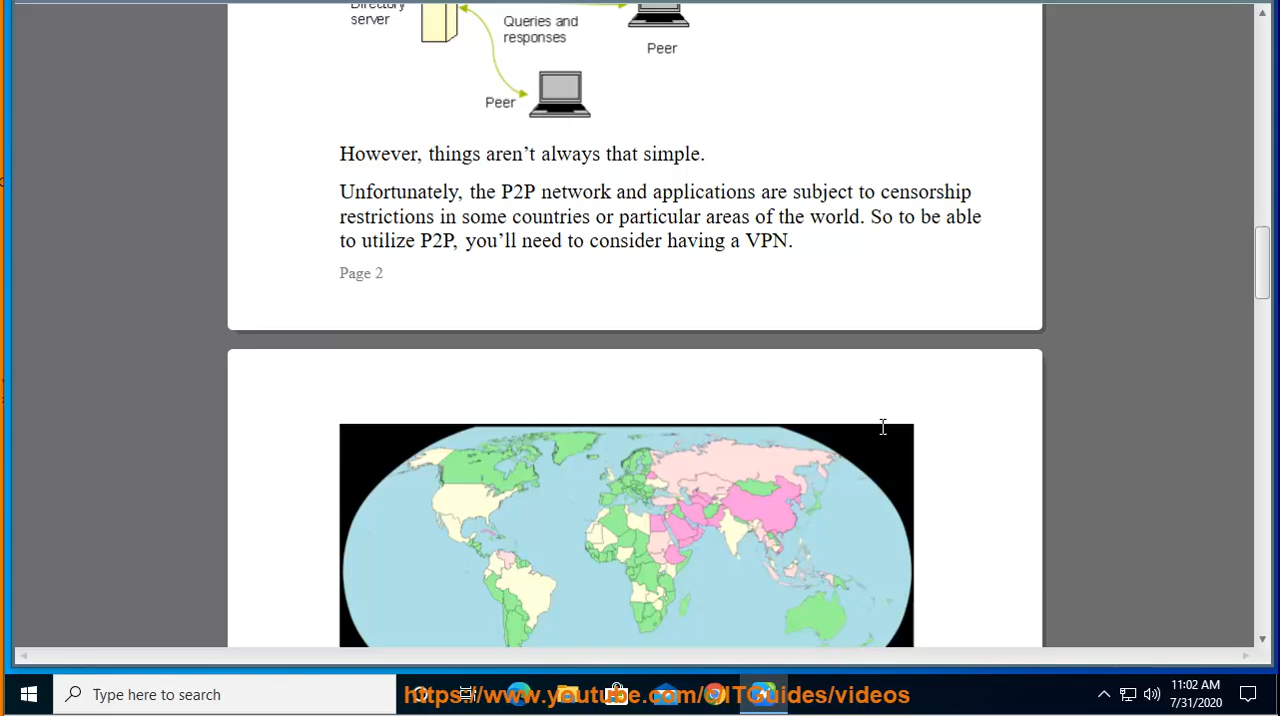 Directory
server
Queries and
responses
Peer
Peer
However, things aren’t always that simple.
Unfortunately, the P2P network and applications are subject to censorship
restrictions in some countries or particular areas of the world. So to be able
to utilize P2P, you’ll need to consider having a VPN.
Page 2
Type here to search
https://www.youtube.com/@ITGuides/videos
11:02 AM
7/31/2020